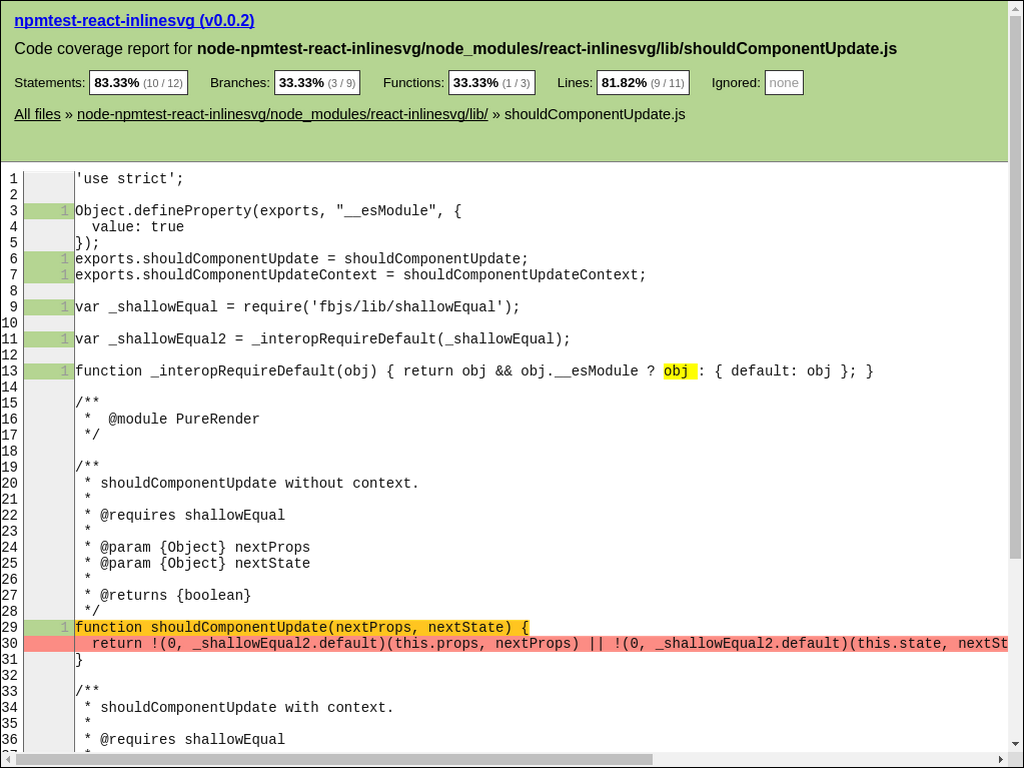 npmtest-react-inlinesvg (v0.0.2)
Code coverage report for node-npmtest-react-inlinesvg/node_modules/react-inlinesvg/lib/shouldComponentUpdate.js
Statements: 83.33% (10 / 12) Branches: 33.33% (3 / 9) Functions: 33.33% (1 / 3) Lines: 81.82% (9 / 11) Ignored: none
All files » node-npmtest-react-inlinesvg/node_modules/react-inlinesvg/lib/ » shouldComponentUpdate.js
1 'use strict';
2
3 1 Object.defineProperty(exports, "__esModule", {
4   value: true
5 });
6 1 exports.shouldComponentUpdate = shouldComponentUpdate;
7 1 exports.shouldComponentUpdateContext = shouldComponentUpdateContext;
8
9 1 var _shallowEqual = require('fbjs/lib/shallowEqual');
10
11 1 var _shallowEqual2 = _interopRequireDefault(_shallowEqual);
12
13 1 function _interopRequireDefault(obj) { return obj && obj.__esModule ? obj : { default: obj }; }
14
15 /**
16  *  @module PureRender
17  */
18
19 /**
20  * shouldComponentUpdate without context.
21  *
22  * @requires shallowEqual
23  *
24  * @param {Object} nextProps
25  * @param {Object} nextState
26  *
27  * @returns {boolean}
28  */
29 1 function shouldComponentUpdate(nextProps, nextState) {
30   return !(0, _shallowEqual2.default)(this.props, nextProps) || !(0, _shallowEqual2.default)(this.state, nextSt
31 }
32
33 /**
34  * shouldComponentUpdate with context.
35  *
36  * @requires shallowEqual